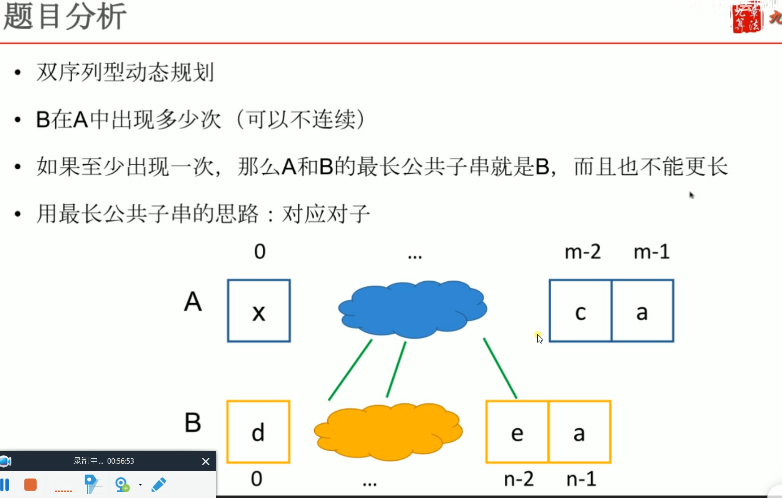 题目分析
• 双序列型动态规划
• B在A中出现多少次（可以不连续）
• 如果至少出现一次，那么A和B的最长公共子串就是B，而且也不能更长
• 用最长公共子串的思路：对应对子
0 ... m-2 m-1
A x c a
B d e a
0 ... n-2 n-1
00:56:53